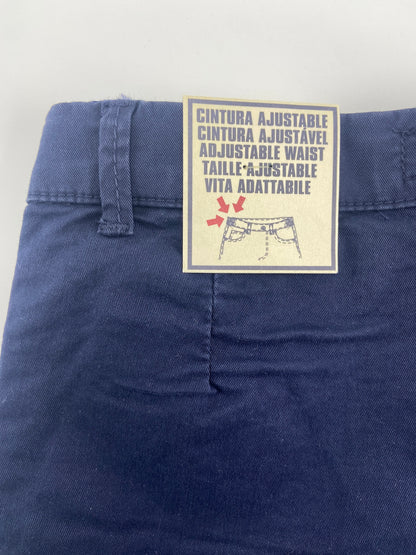 CINTURA AJUSTABLE
CINTURA AJUSTÁVEL
ADJUSTABLE WAIST
TAILLE AJUSTABLE
VITA ADATTABILE